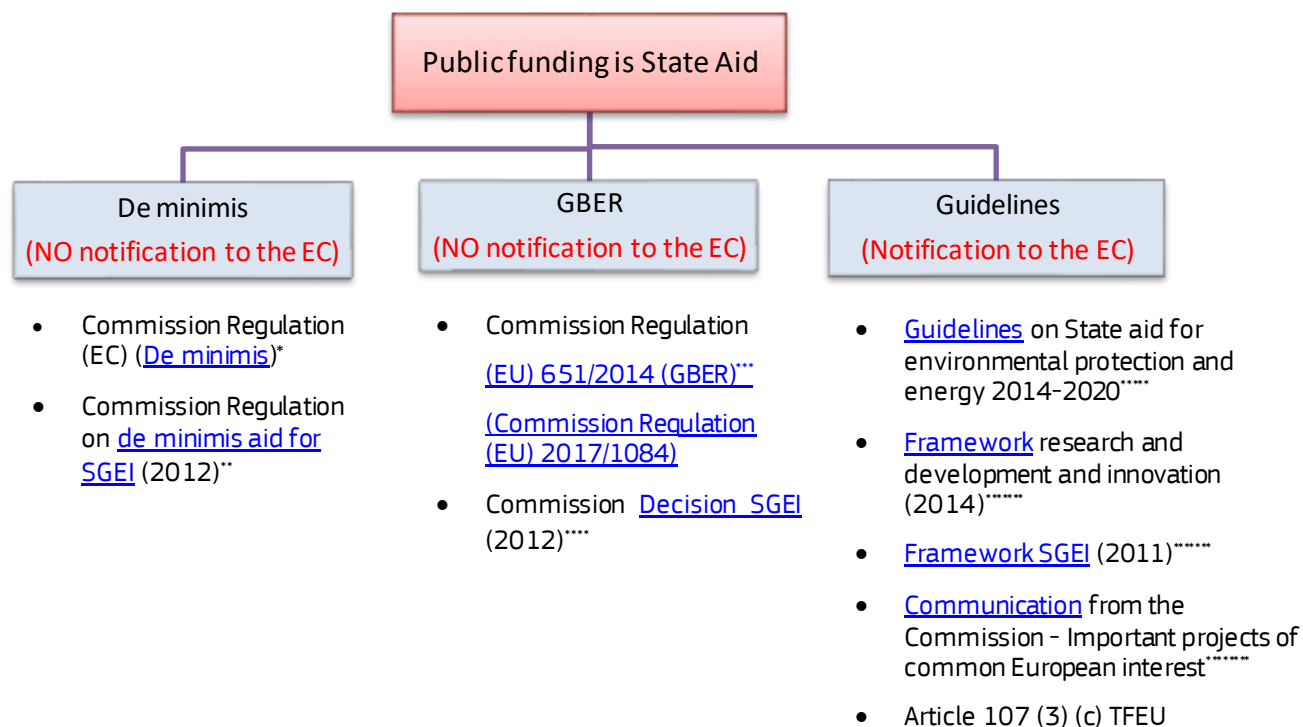 Public funding is State Aid
De minimis
(NO notification to the EC)
GBER
(NO notification to the EC)
Guidelines
(Notification to the EC)
• Commission Regulation
(EC) (De minimis)*
• Commission Regulation
on de minimis aid for
SGEI (2012)**
• Commission Regulation
(EU) 651/2014 (GBER)***
(Commission Regulation
(EU) 2017/1084)
• Commission Decision SGEI
(2012)****
• Guidelines on State aid for
environmental protection and
energy 2014-2020*****
• Framework research and
development and innovation
(2014)******
• Framework SGEI (2011)*******
• Communication from the
Commission - Important projects of
common European interest********
• Article 107 (3) (c) TFEU